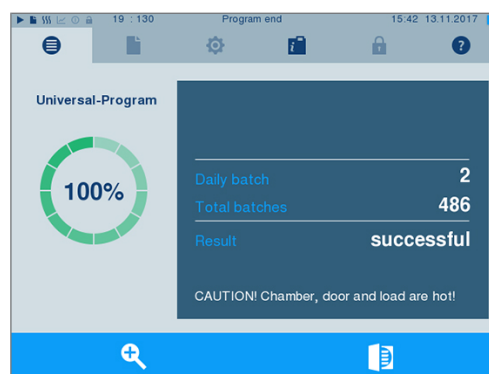 19 : 130 Program end 15:42 13.11.2017
Universal-Program
100%
Daily batch 2
Total batches 486
Result successful
CAUTION! Chamber, door and load are hot!